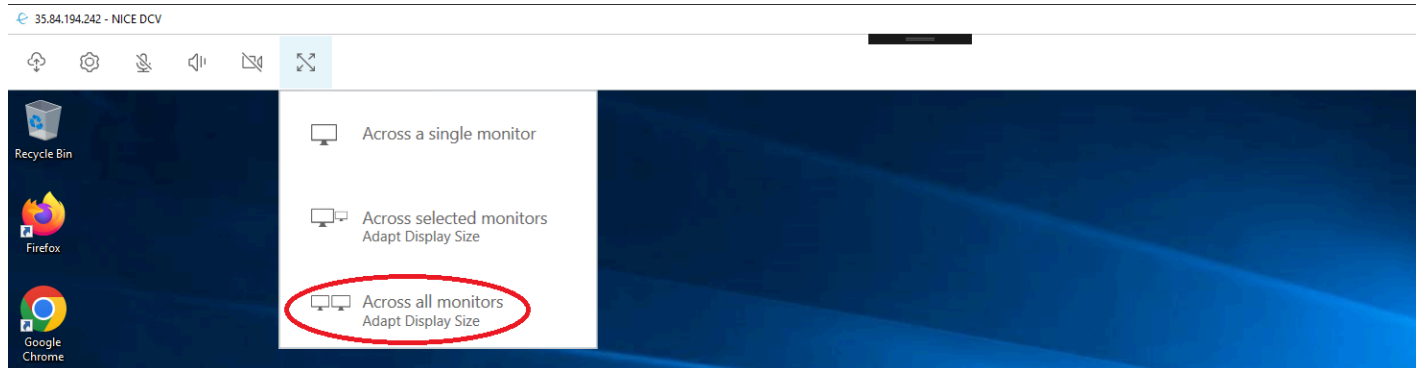 35.84.194.242 - NICE DCV
Across a single monitor
Recycle Bin
Across selected monitors
Adapt Display Size
Firefox
Across all monitors
Adapt Display Size
Google
Chrome